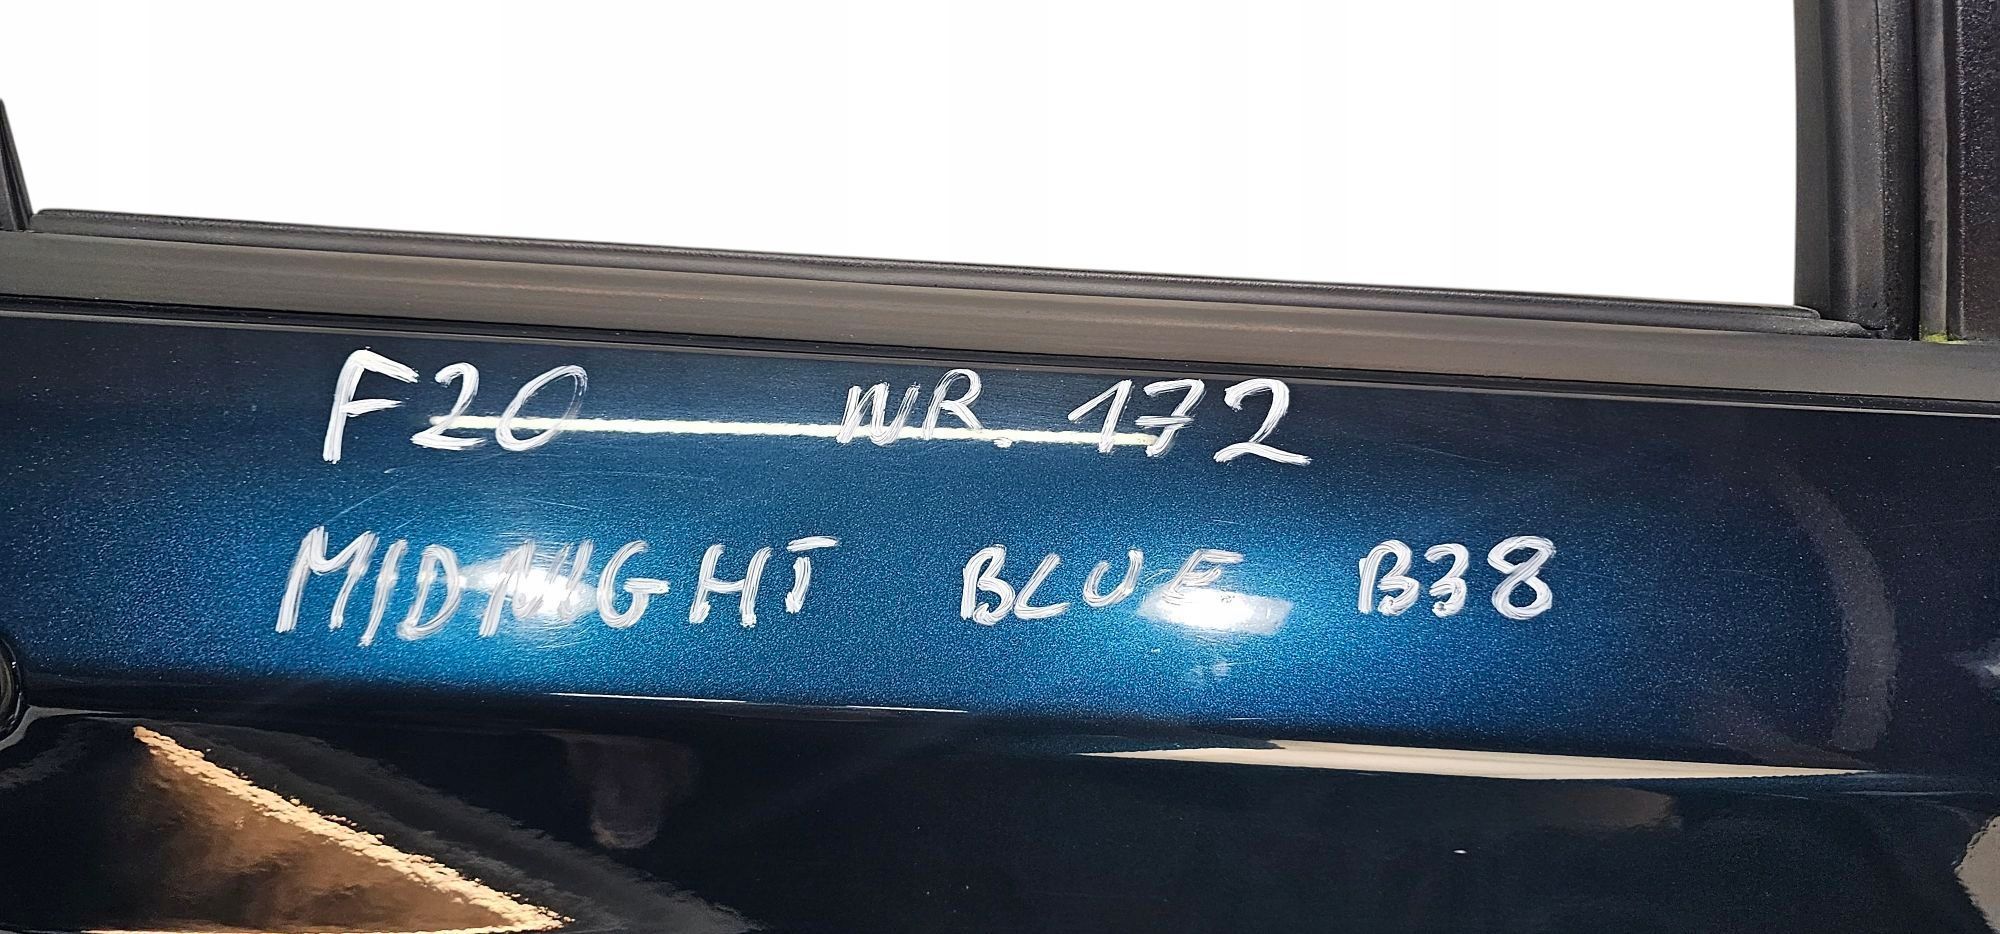 F20 NR. 172
MIDNIGHT BLUE B38